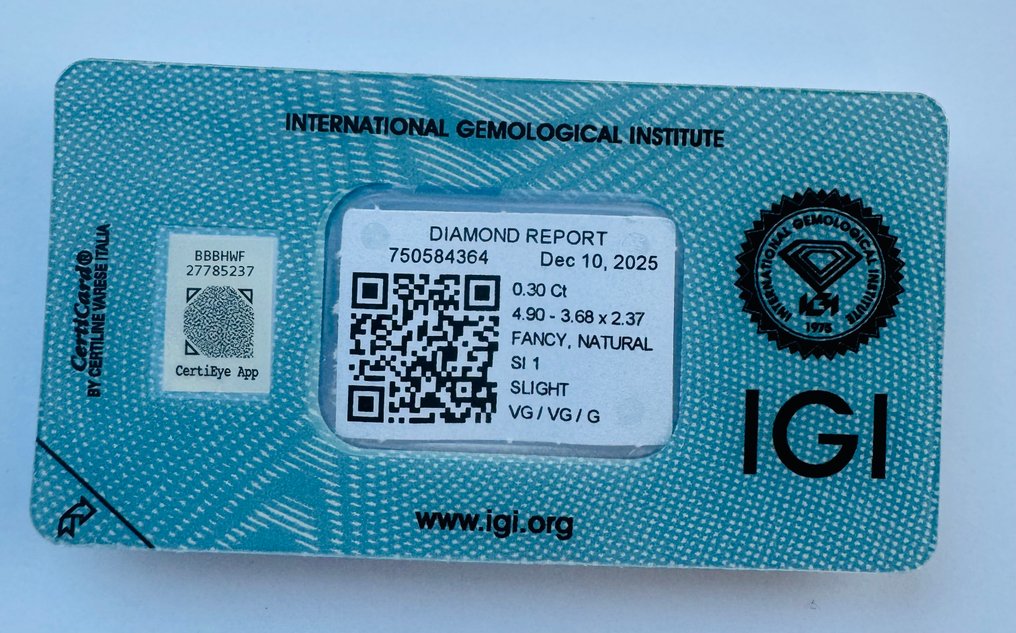 INTERNATIONAL GEMOLOGICAL INSTITUTE
CertiCard®
BY CERTILINE VARESE ITALIA
BBBHWF
27785237
CertiEye App
DIAMOND REPORT
750584364 Dec 10, 2025
0.30 Ct
4.90 - 3.68 x 2.37
FANCY, NATURAL
SI 1
SLIGHT
VG / VG / G
INTERNATIONAL GEMOLOGICAL INSTITUTE
IGI
1975
IGI
www.igi.org